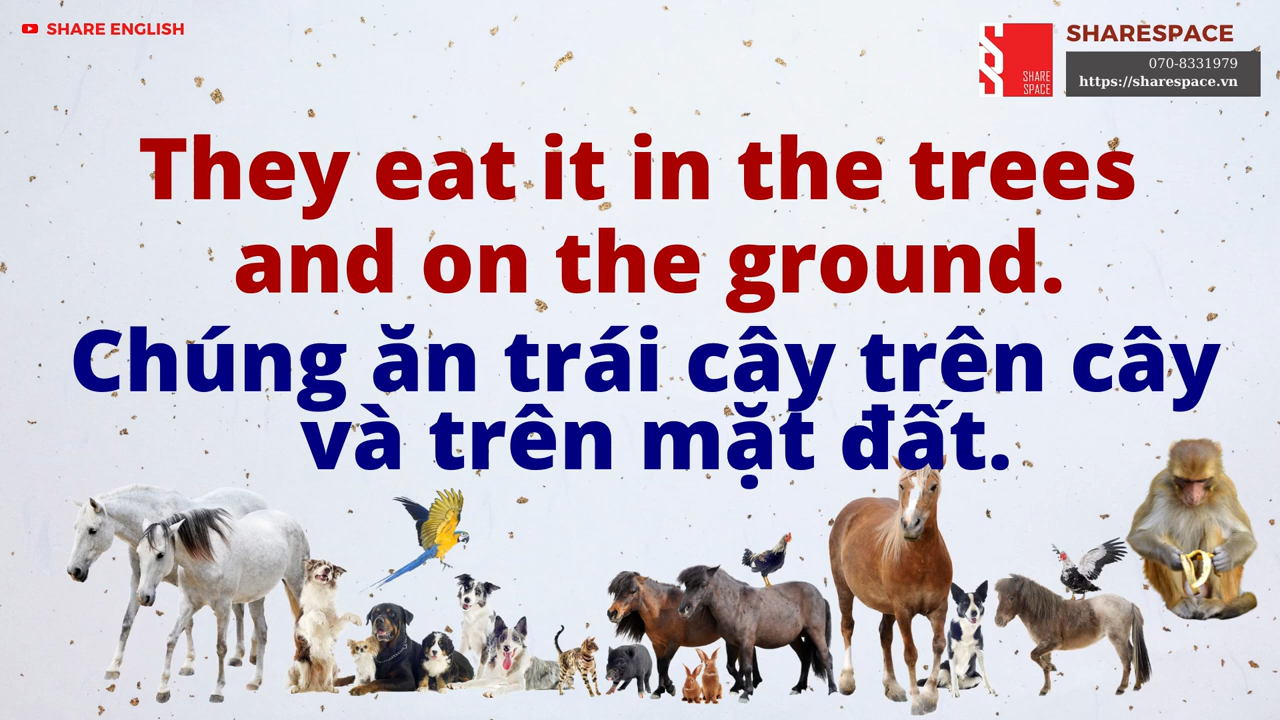 SHARE ENGLISH
SHARE
SPACE
SHARESPACE
070-8331979
https://sharespace.vn
They eat it in the trees
and on the ground.
Chúng ăn trái cây trên cây
và trên mặt đất.